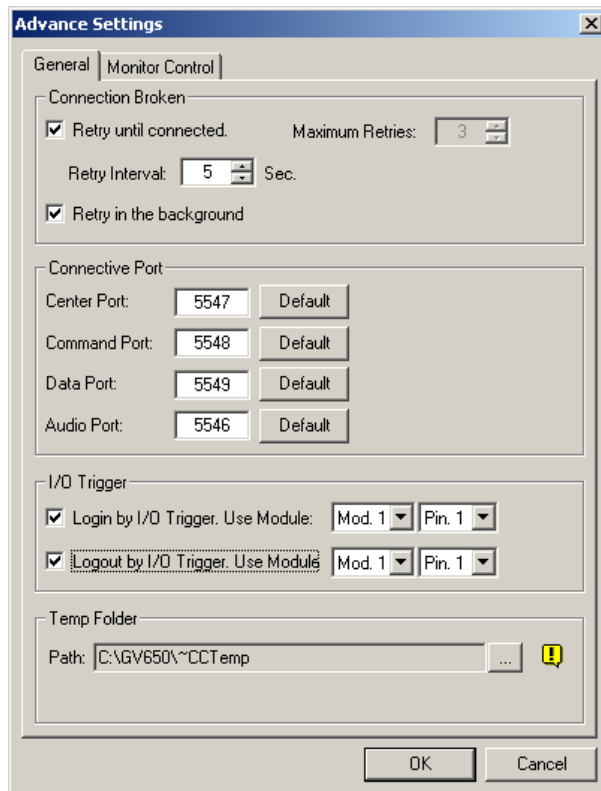 Advance Settings
General Monitor Control
Connection Broken
Retry until connected. Maximum Retries: 3
Retry Interval: 5 Sec.
Retry in the background
Connective Port
Center Port: 5547 Default
Command Port: 5548 Default
Data Port: 5549 Default
Audio Port: 5546 Default
I/O Trigger
Login by I/O Trigger. Use Module: Mod. 1 Pin. 1
Logout by I/O Trigger. Use Module Mod. 1 Pin. 1
Temp Folder
Path: C:\GV650\~CCTemp ... !
OK Cancel